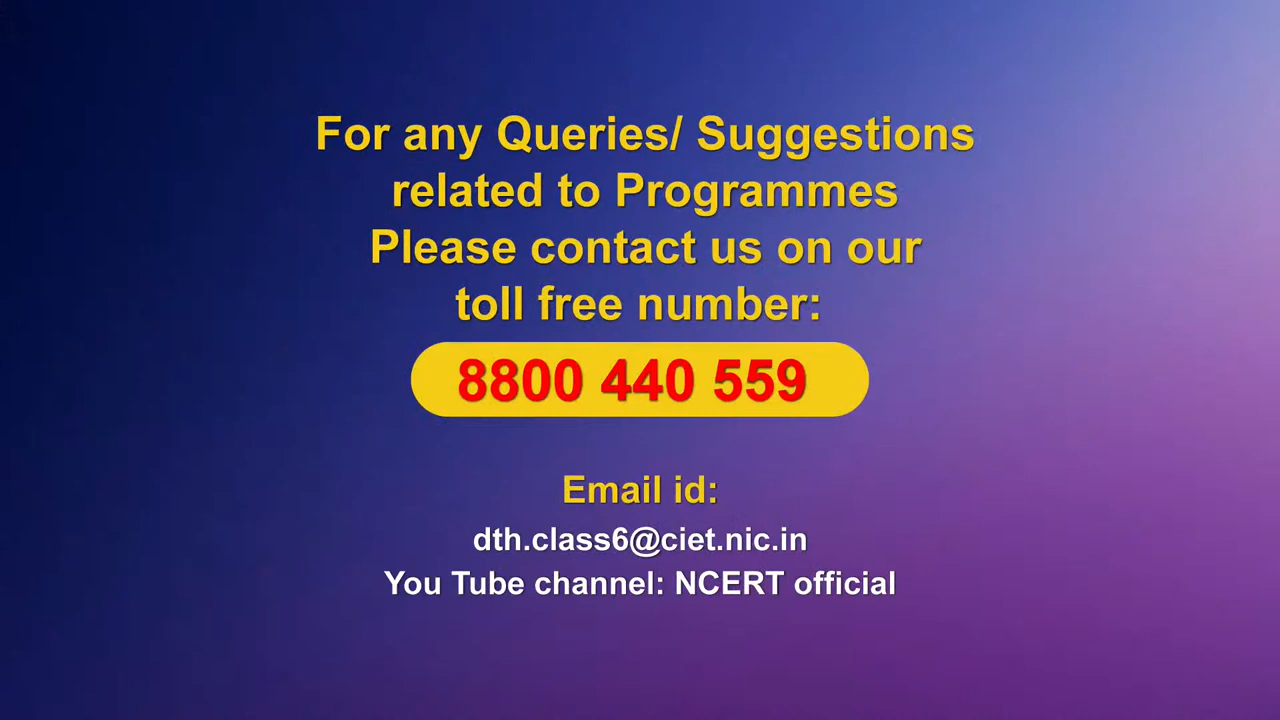 For any Queries/ Suggestions
related to Programmes
Please contact us on our
toll free number:
8800 440 559
Email id:
dth.class6@ciet.nic.in
You Tube channel: NCERT official